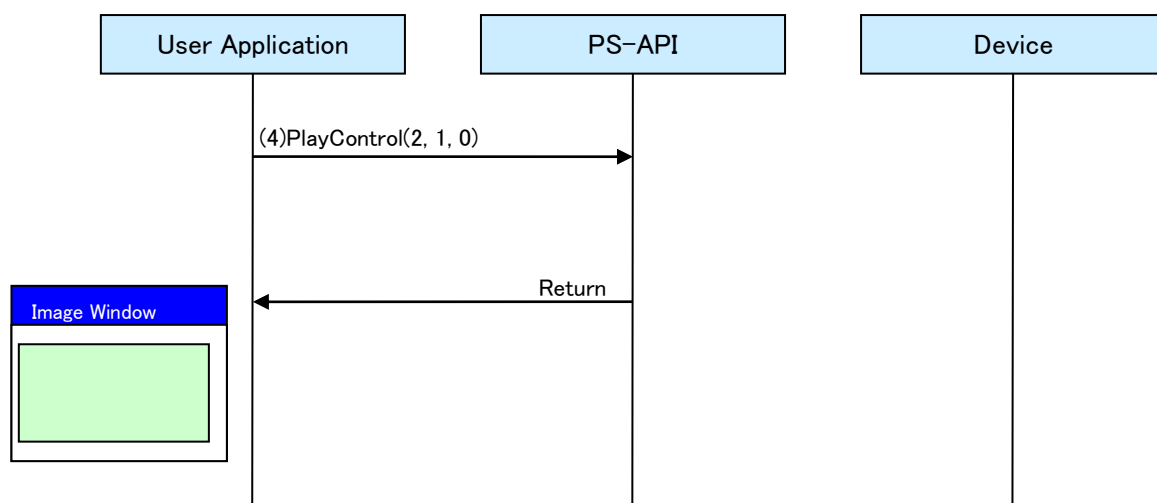 User Application
PS-API
Device
(4)PlayControl(2, 1, 0)
Return
Image Window